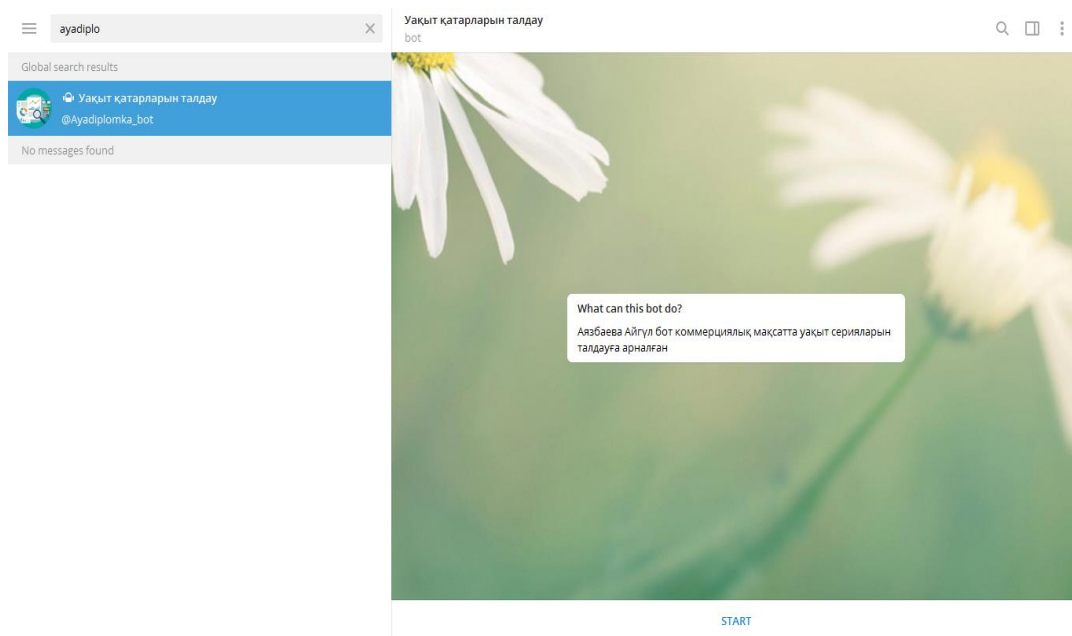 ayadiplo
Global search results
Уақыт қатарларын талдау
@Ayadiplomka_bot
No messages found
Уақыт қатарларын талдау
bot
What can this bot do?
Аязбаева Айгүл бот коммерциялық мақсатта уақыт серияларын
талдауға арналған
START